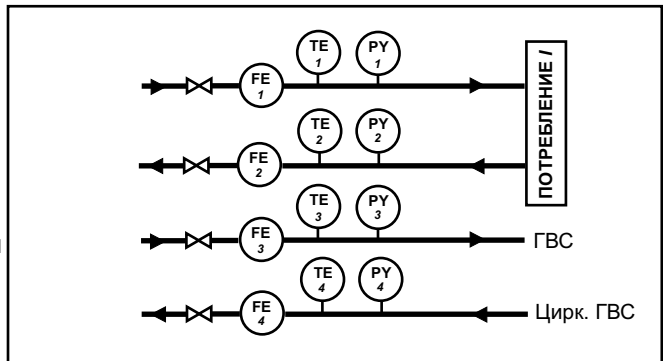 TE 1
PY 1
FE 1
TE 2
PY 2
FE 2
TE 3
PY 3
FE 3
TE 4
PY 4
FE 4
ПОТРЕБЛЕНИЕ /
ГВС
Цирк. ГВС